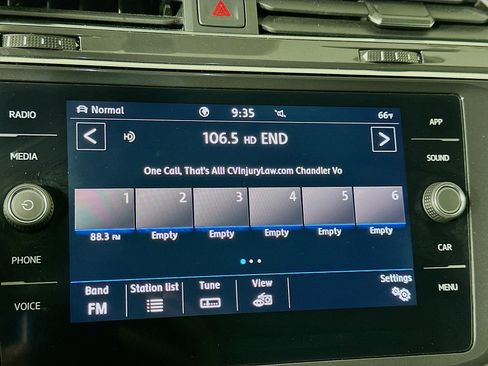 Normal
9:35
66°F
RADIO
MEDIA
PHONE
VOICE
APP
SOUND
CAR
MENU
HD
106.5 HD END
One Call, That's All! CVInjuryLaw.com Chandler Vo
1 2 3 4 5 6
88.3 FM Empty Empty Empty Empty Empty
Band
FM
Station list
Tune
View
Settings